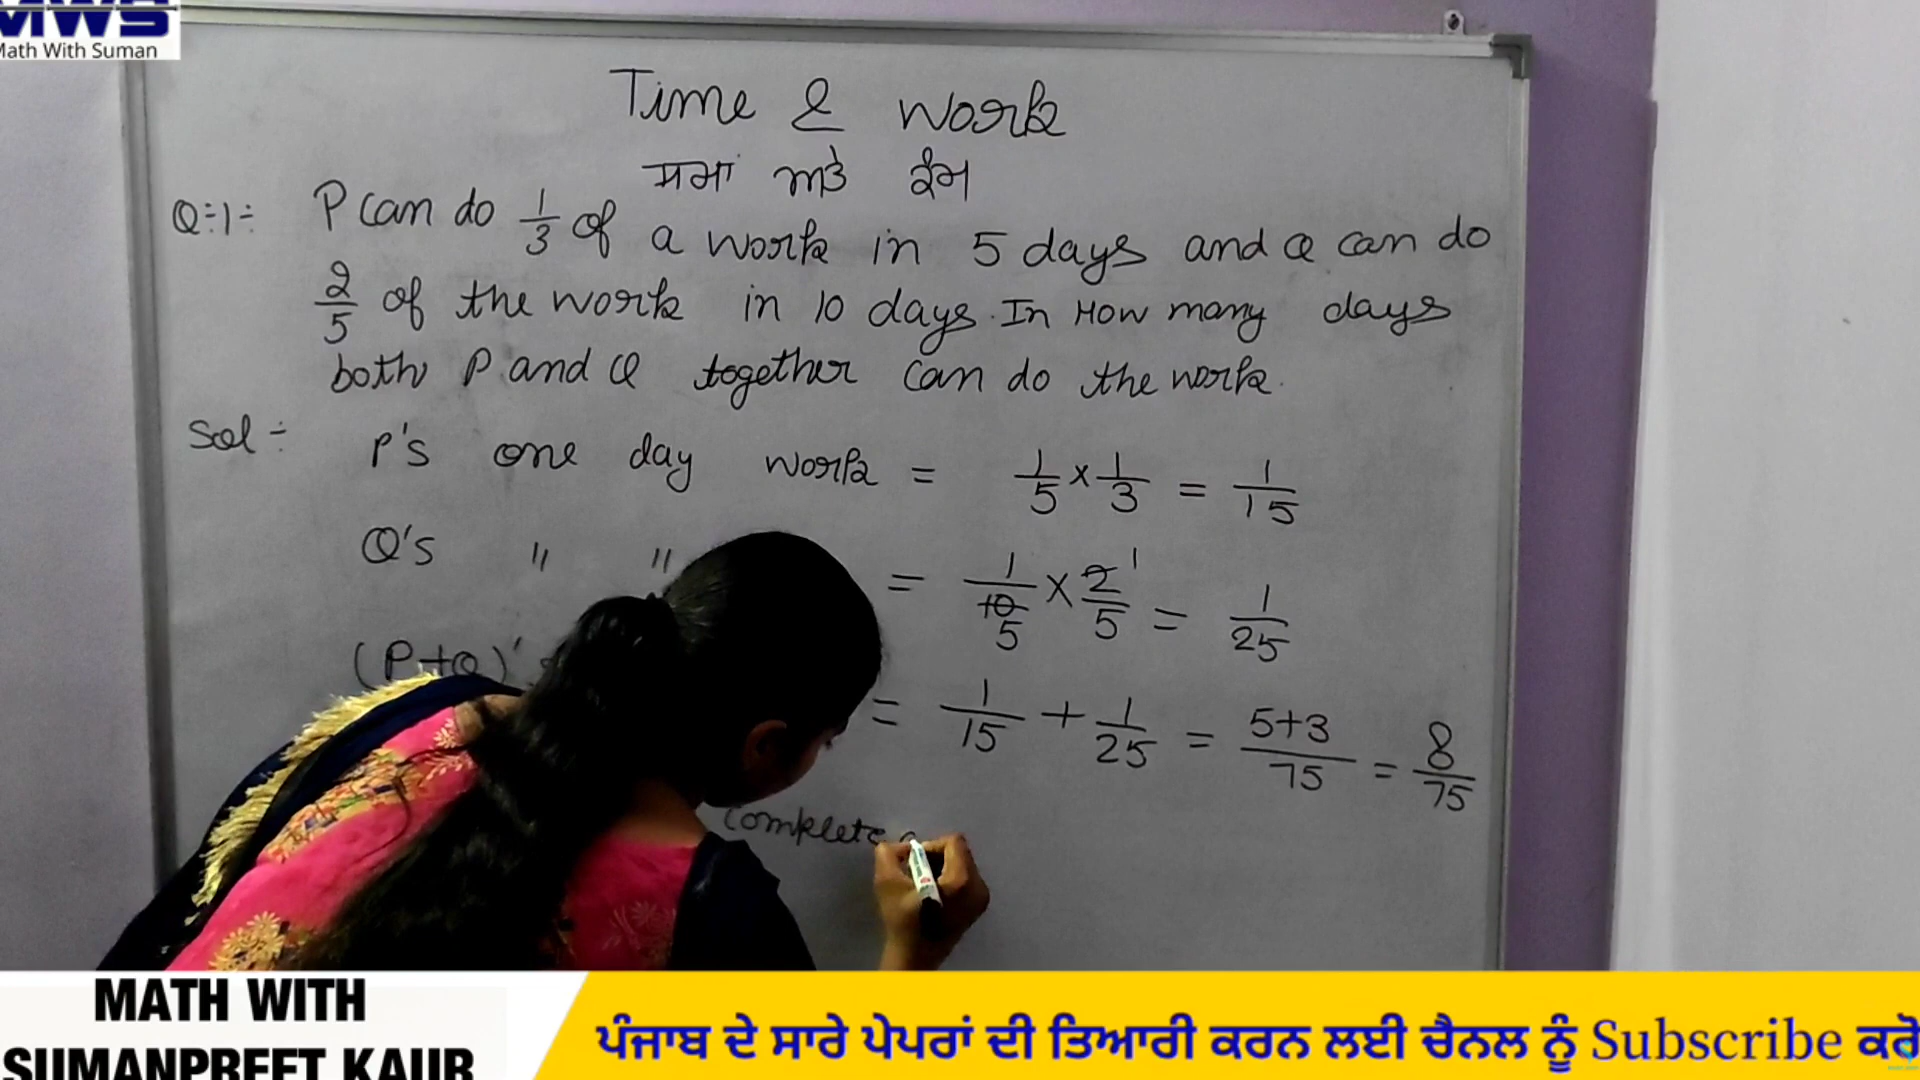 MWS
Math With Suman
Time & Work
ਸਮਾਂ ਅਤੇ ਕੰਮ
Q:1:- P can do 1/3 of a work in 5 days and Q can do
2/5 of the work in 10 days. In How many days
both P and Q together can do the work.
Sol:- P's one day work = 1/5 × 1/3 = 1/15
Q's " " = 1/10 5 × 2/5 1 = 1/25
(P+Q)' = 1/15 + 1/25 = 5+3/75 = 8/75
complete
MATH WITH
SUMANPREET KAUR
ਪੰਜਾਬ ਦੇ ਸਾਰੇ ਪੇਪਰਾਂ ਦੀ ਤਿਆਰੀ ਕਰਨ ਲਈ ਚੈਨਲ ਨੂੰ Subscribe ਕਰੋ